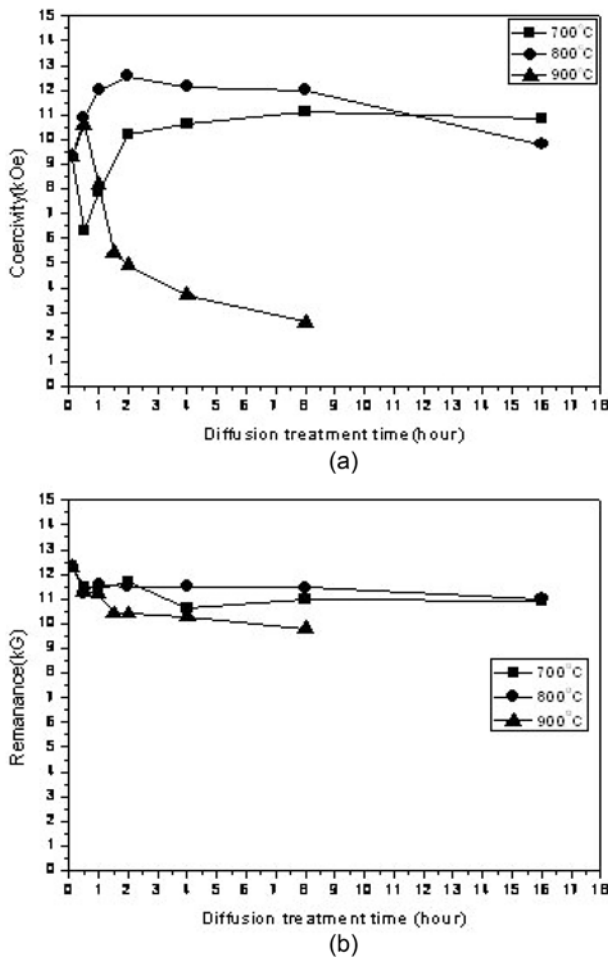 15
14
13
12
11
10
9
8
7
6
5
4
3
2
1
0
Coercivity(kOe)
700°C
800°C
900°C
0 1 2 3 4 5 6 7 8 9 10 11 12 13 14 15 16 17 18
Diffusion treatment time(hour)
(a)
15
14
13
12
11
10
9
8
7
6
5
4
3
2
1
0
Remanance(kG)
700°C
800°C
900°C
0 1 2 3 4 5 6 7 8 9 10 11 12 13 14 15 16 17 18
Diffusion treatment time (hour)
(b)